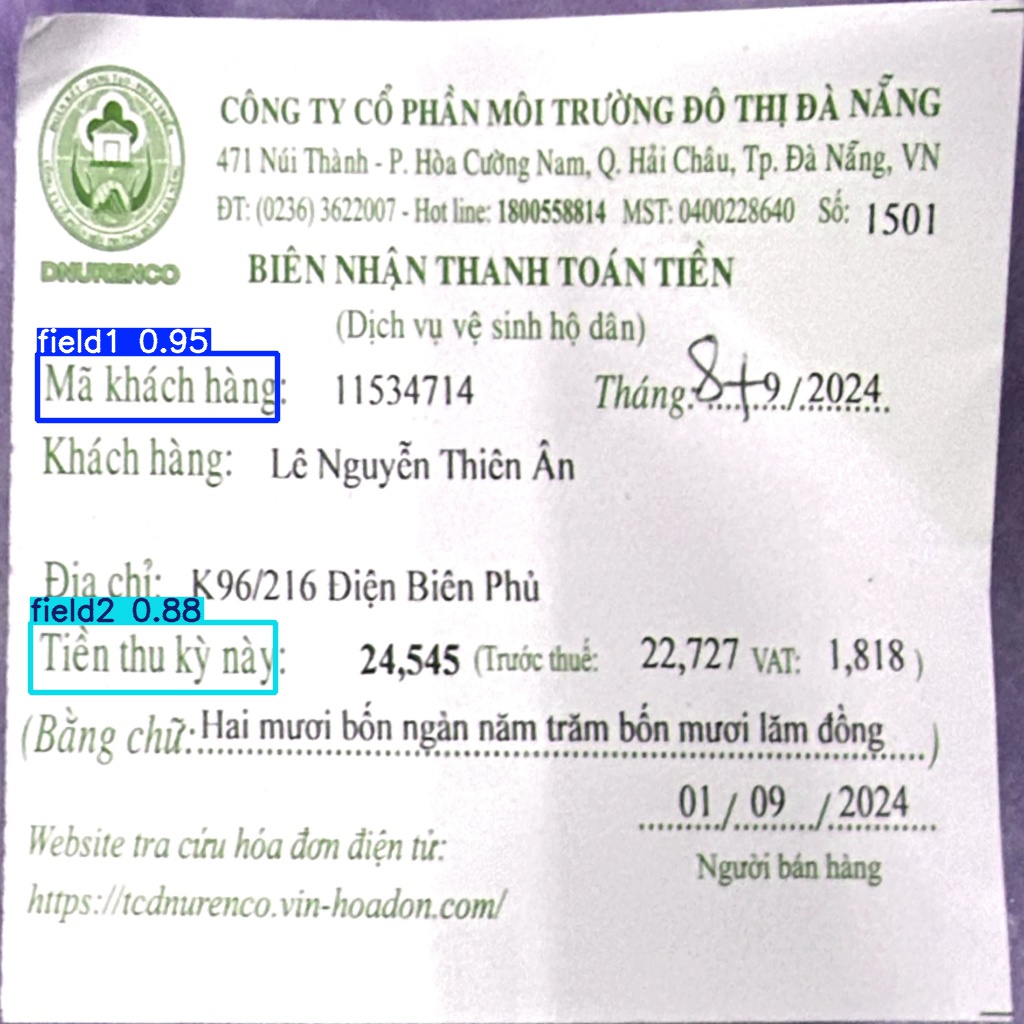 CÔNG TY CỔ PHẦN MÔI TRƯỜNG ĐÔ THỊ ĐÀ NẴNG
471 Núi Thành - P. Hòa Cường Nam, Q. Hải Châu, Tp. Đà Nẵng, VN
ĐT: (0236) 3622007 - Hot line: 1800558814 MST: 0400228640 Số: 1501
DNURENCO
BIÊN NHẬN THANH TOÁN TIỀN
(Dịch vụ vệ sinh hộ dân)
field1 0.95
Mã khách hàng: 11534714 Tháng 8+9/2024
Khách hàng: Lê Nguyễn Thiên Ân
Địa chỉ: K96/216 Điện Biên Phủ
field2 0.88
Tiền thu kỳ này: 24,545 (Trước thuế: 22,727 VAT: 1,818 )
(Bằng chữ: Hai mươi bốn ngàn năm trăm bốn mươi lăm đồng )
01 / 09 / 2024
Người bán hàng
Website tra cứu hóa đơn điện tử:
https://tcdnurenco.vin-hoadon.com/